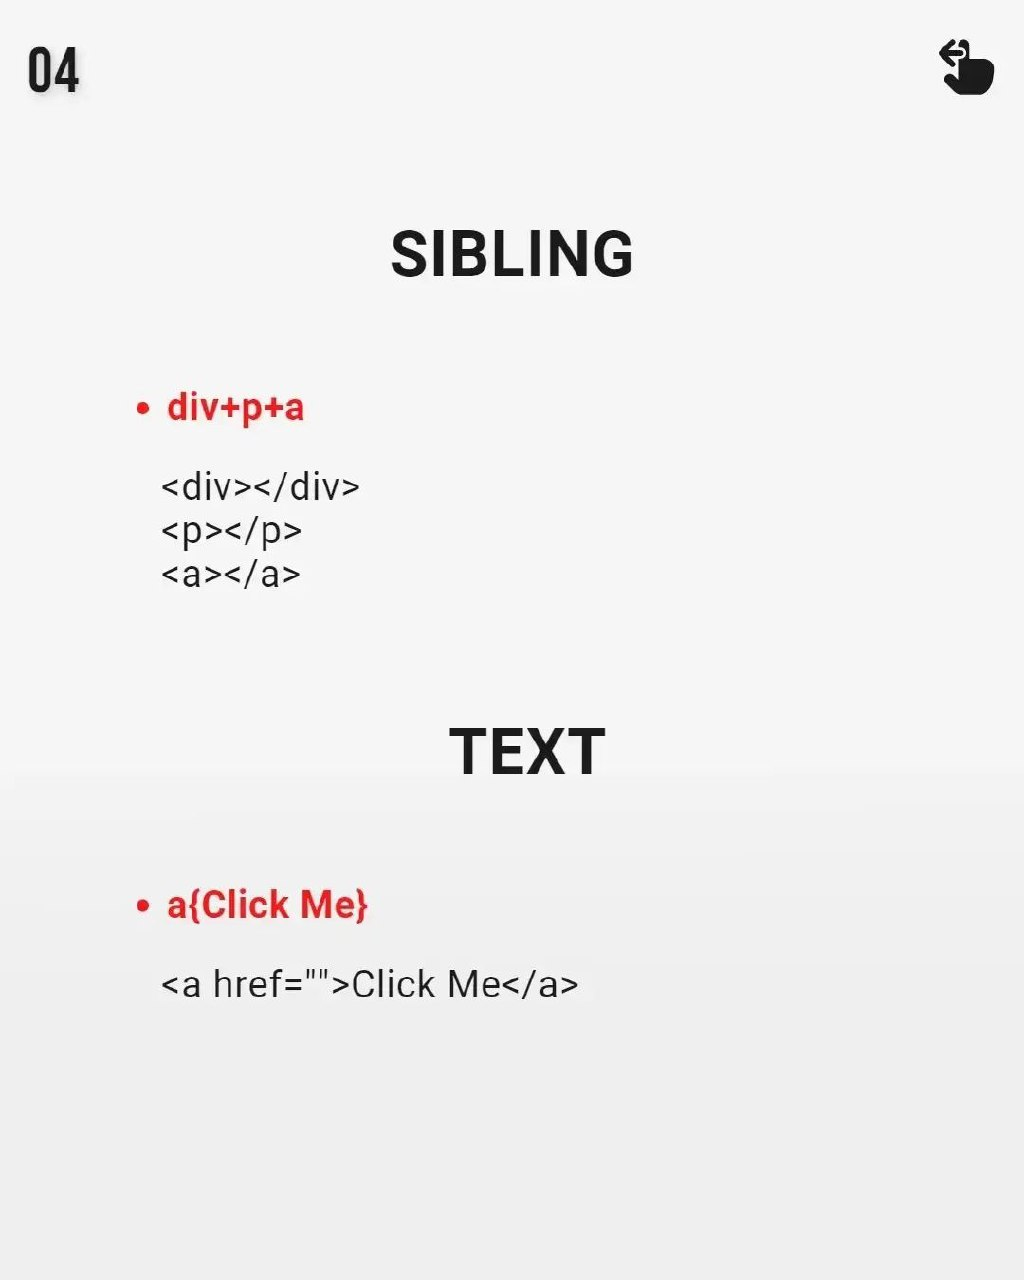 04
SIBLING
• div+p+a
<div></div>
<p></p>
<a></a>
TEXT
• a{Click Me}
<a href="">Click Me</a>